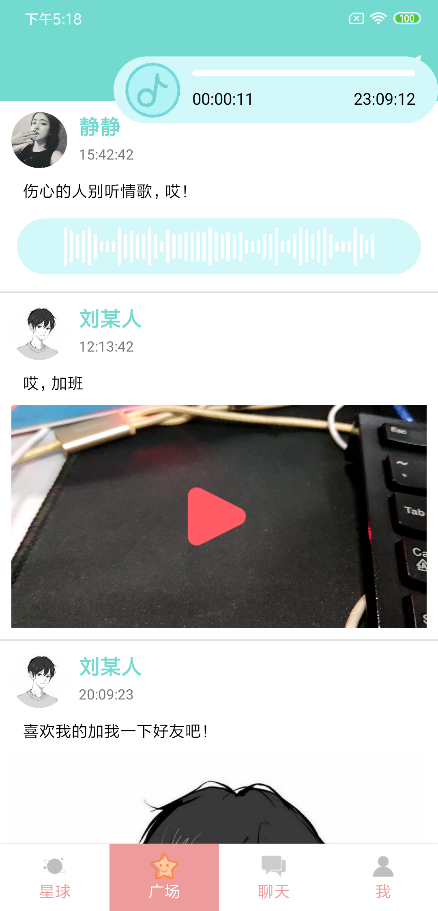 下午5:18
100
00:00:11 23:09:12
静静
15:42:42
伤心的人别听情歌，哎！
刘某人
12:13:42
哎，加班
Esc
~
Tab
Ca
刘某人
20:09:23
喜欢我的加我一下好友吧！
星球 广场 聊天 我